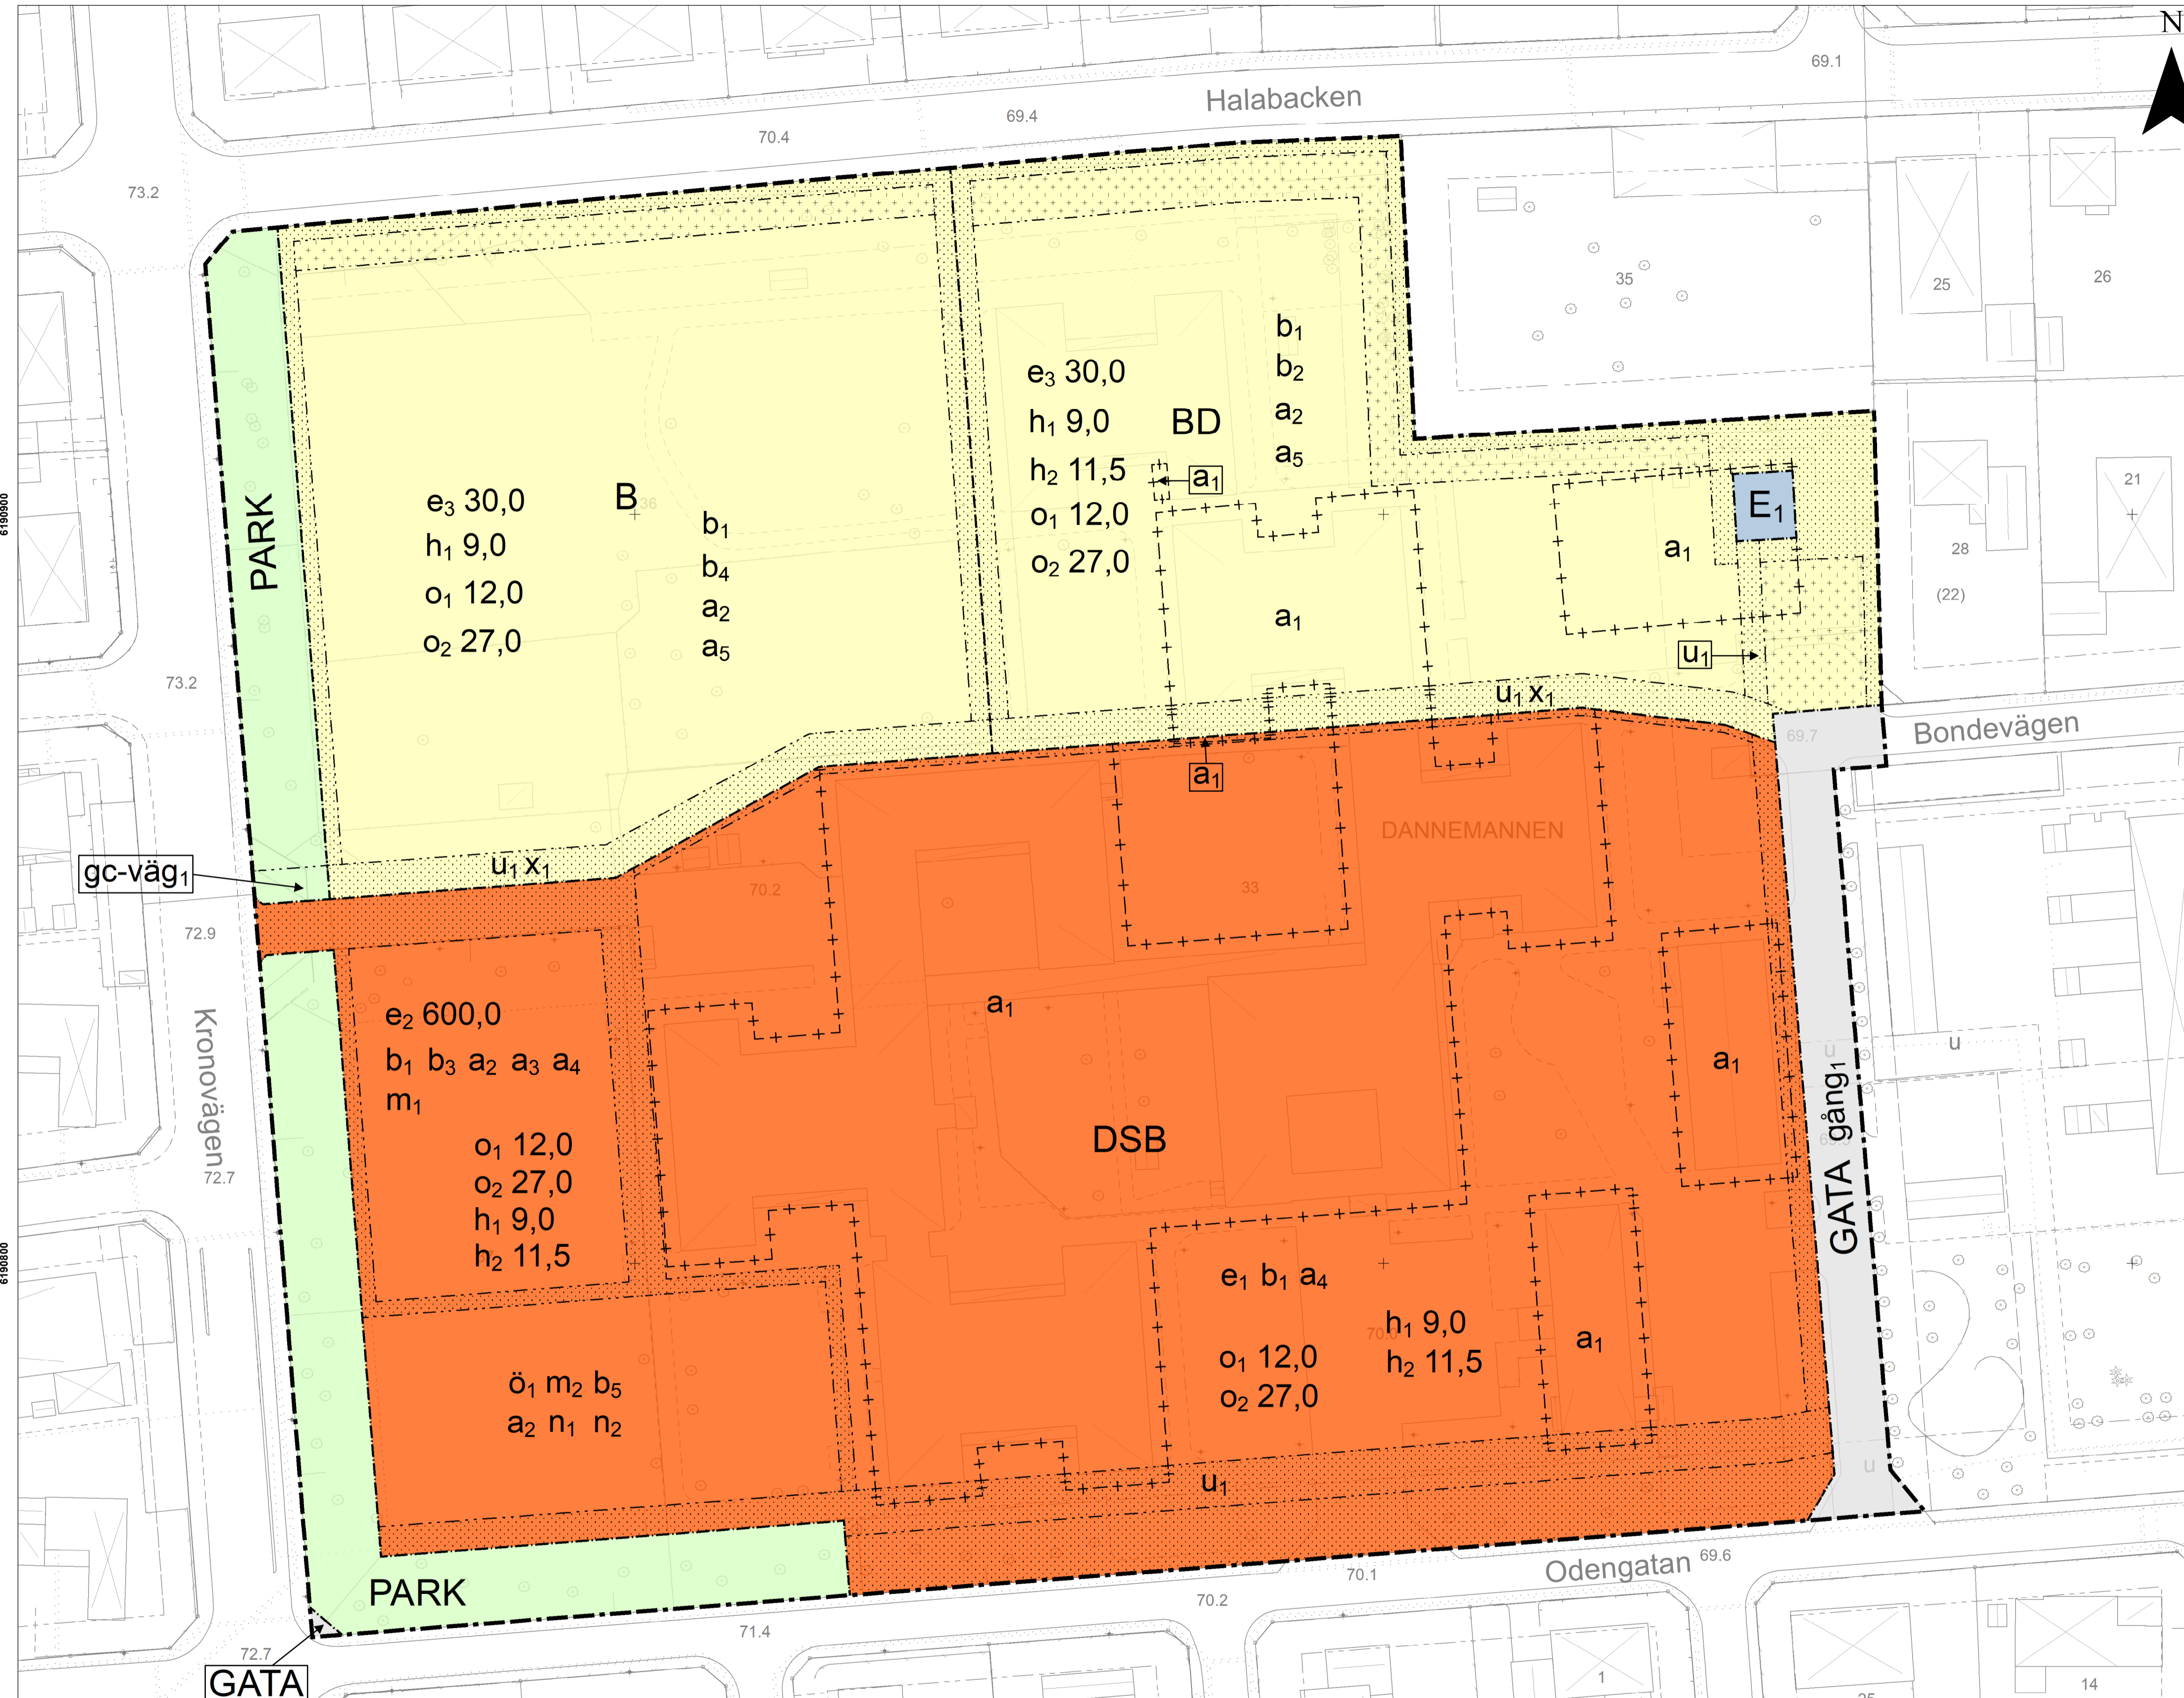 N
69.1
Halabacken
69.4
70.4
73.2
35
25
26
b₁
e₃ 30,0
b₂
h₁ 9,0
BD
a₂
a₅
h₂ 11,5
a₁
21
e₃ 30,0
B
36
b₁
E₁
PARK
6190900
h₁ 9,0
o₁ 12,0
a₁
28
b₄
o₂ 27,0
o₁ 12,0
a₂
(22)
a₁
o₂ 27,0
a₅
u₁
73.2
u₁ x₁
69.7
Bondevägen
a₁
DANNEMANNEN
gc-väg₁
u₁ x₁
70.2
33
72.9
Kronovägen
e₂ 600,0
a₁
b₁ b₃ a₂ a₃ a₄
m₁
a₁
u
u
GATA gång₁
DSB
o₁ 12,0
72.7
o₂ 27,0
h₁ 9,0
h₂ 11,5
6190800
e₁ b₁ a₄
h₁ 9,0
a₁
o₁ 12,0
h₂ 11,5
ö₁ m₂ b₅
o₂ 27,0
a₂ n₁ n₂
u₁
u
PARK
Odengatan
69.6
70.1
70.2
71.4
72.7
GATA
1
14